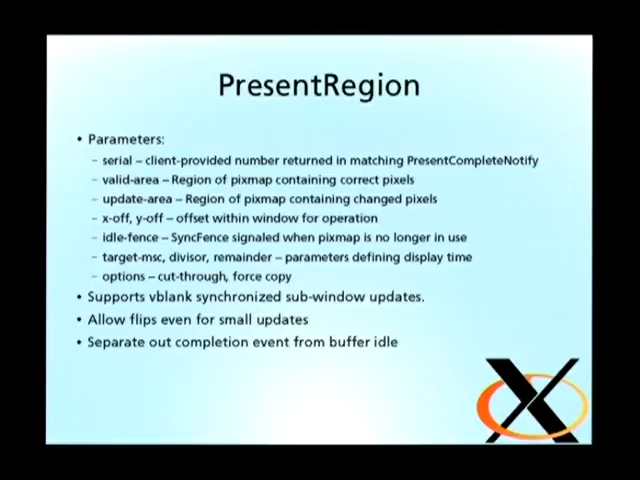 PresentRegion
• Parameters:
– serial – client-provided number returned in matching PresentCompleteNotify
– valid-area – Region of pixmap containing correct pixels
– update-area – Region of pixmap containing changed pixels
– x-off, y-off – offset within window for operation
– idle-fence – SyncFence signaled when pixmap is no longer in use
– target-msc, divisor, remainder – parameters defining display time
– options – cut-through, force copy
• Supports vblank synchronized sub-window updates.
• Allow flips even for small updates
• Separate out completion event from buffer idle
X